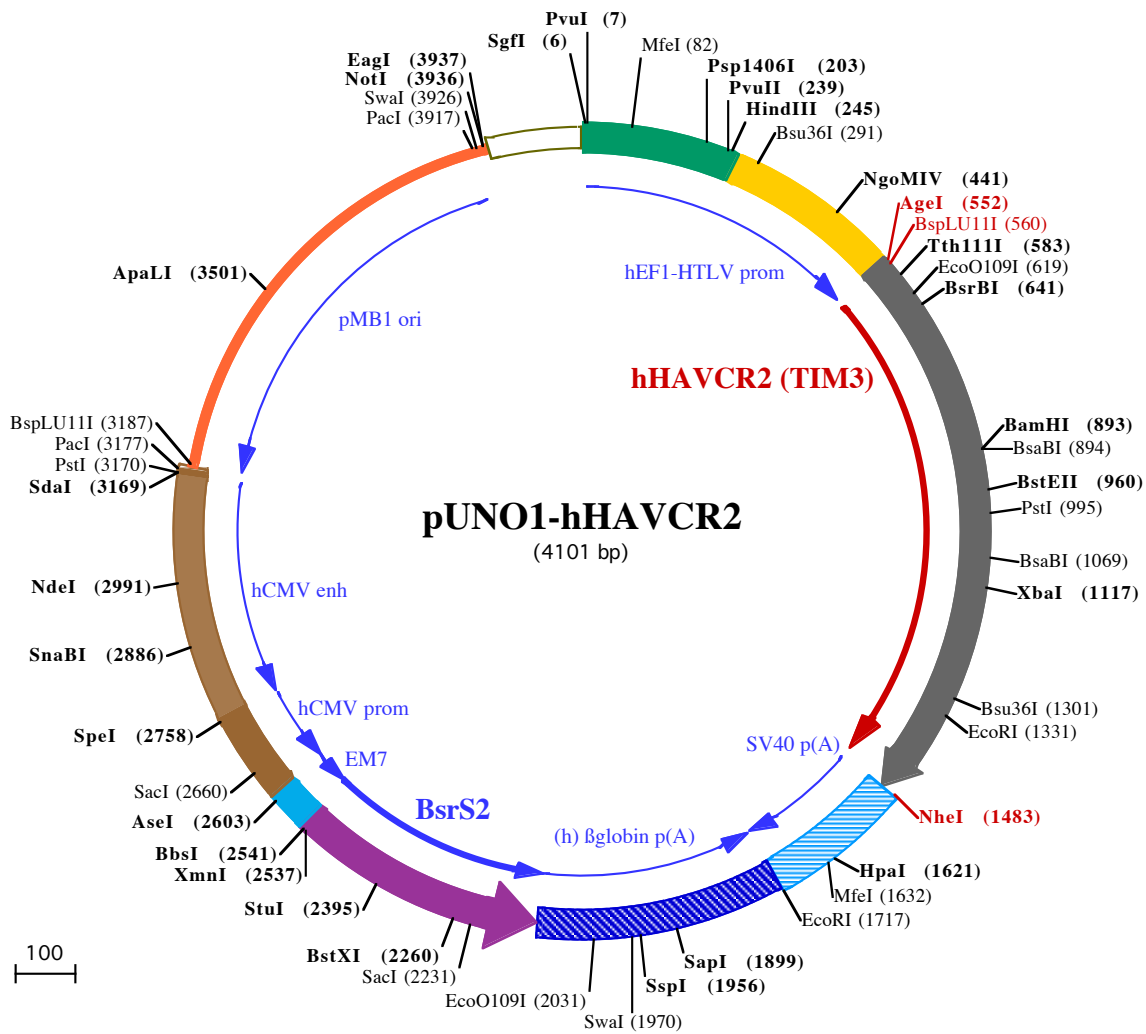 PvuI (7)
SgfI (6)
MfeI (82)
EagI (3937)
NotI (3936)
SwaI (3926)
PacI (3917)
Psp1406I (203)
PvuII (239)
HindIII (245)
Bsu36I (291)
NgoMIV (441)
AgeI (552)
BspLU11I (560)
Tth111I (583)
EcoO109I (619)
BsrBI (641)
ApaLI (3501)
hEF1-HTLV prom
pMB1 ori
hHAVCR2 (TIM3)
BspLU11I (3187)
PacI (3177)
PstI (3170)
SdaI (3169)
BamHI (893)
BsaBI (894)
BstEII (960)
PstI (995)
pUNO1-hHAVCR2
(4101 bp)
BsaBI (1069)
XbaI (1117)
NdeI (2991)
hCMV enh
SnaBI (2886)
SpeI (2758)
hCMV prom
Bsu36I (1301)
EcoRI (1331)
SV40 p(A)
EM7
SacI (2660)
AseI (2603)
BsrS2
(h) ßglobin p(A)
NheI (1483)
BbsI (2541)
XmnI (2537)
HpaI (1621)
MfeI (1632)
EcoRI (1717)
StuI (2395)
BstXI (2260)
SacI (2231)
EcoO109I (2031)
SapI (1899)
SspI (1956)
SwaI (1970)
100